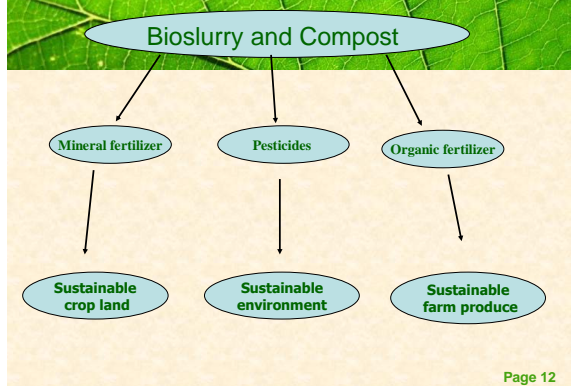 Bioslurry and Compost
Mineral fertilizer
Pesticides
Organic fertilizer
Sustainable
crop land
Sustainable
environment
Sustainable
farm produce
Page 12